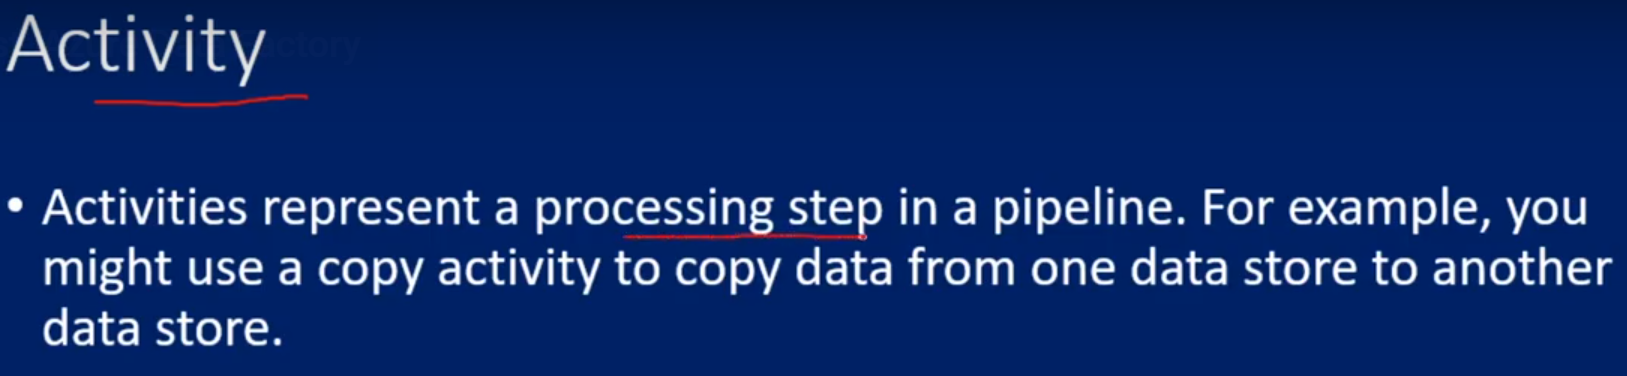 Activity
• Activities represent a processing step in a pipeline. For example, you
might use a copy activity to copy data from one data store to another
data store.